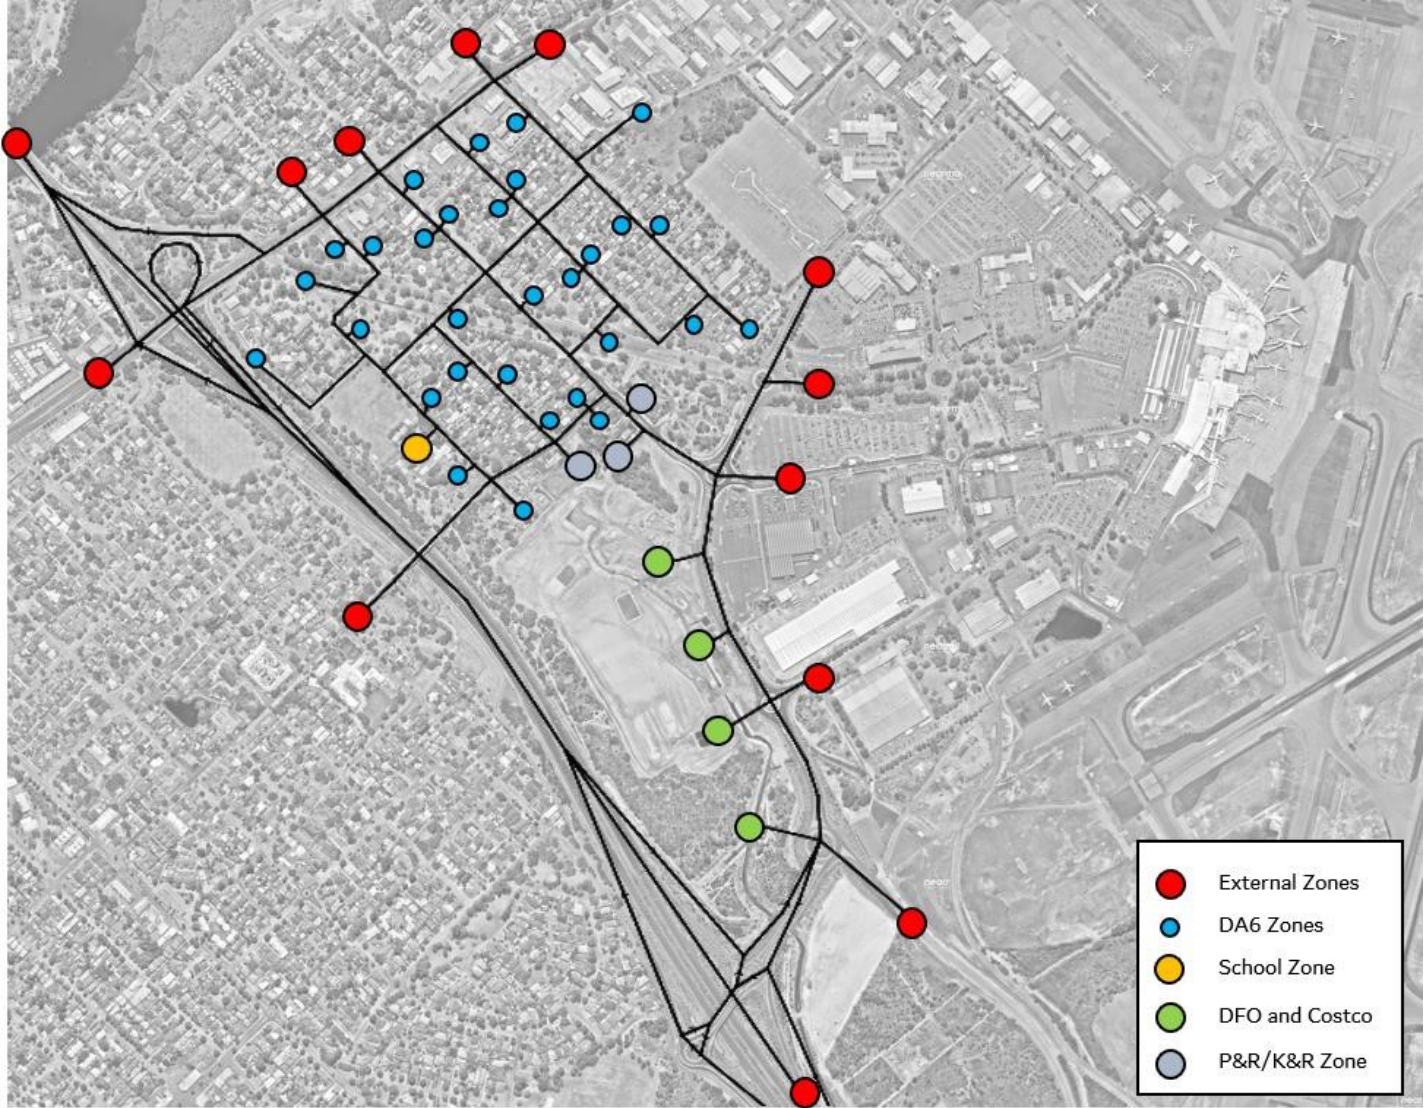 External Zones
DA6 Zones
School Zone
DFO and Costco
P&R/K&R Zone